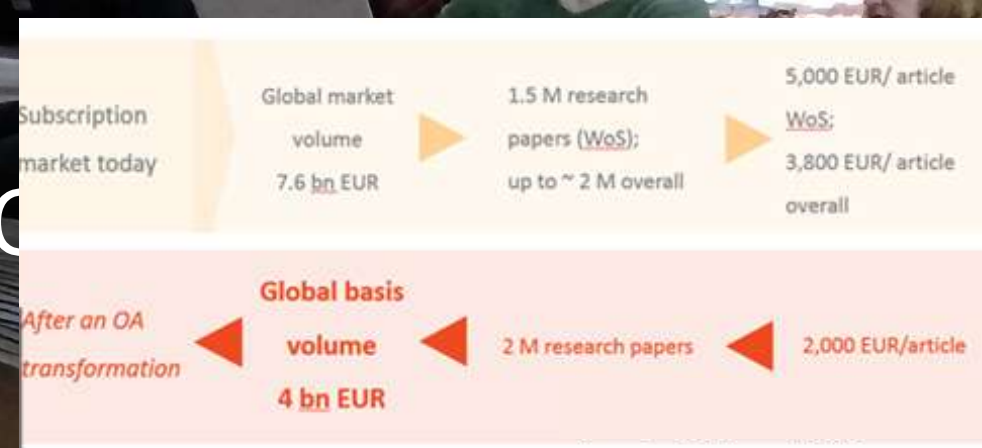 Subscription
market today
Global market
volume
7.6 bn EUR
1.5 M research
papers (WoS);
up to ~ 2 M overall
5,000 EUR/ article
WoS;
3,800 EUR/ article
overall
After an OA
transformation
Global basis
volume
4 bn EUR
2 M research papers
2,000 EUR/article